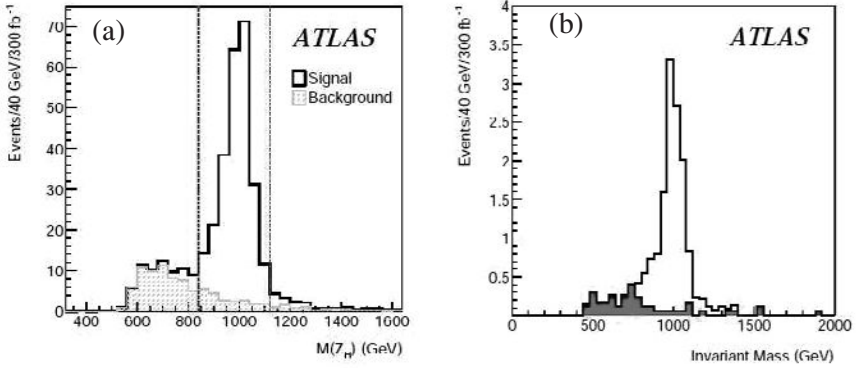 (a)
ATLAS
Signal
Background
Events/40 GeV/300 fb⁻¹
70
60
50
40
30
20
10
0
400 600 800 1000 1200 1400 1600
M(Z_H) (GeV)
(b)
ATLAS
Events/40 GeV/300 fb⁻¹
4
3.5
3
2.5
2
1.5
1
0.5
0 500 1000 1500 2000
Invariant Mass (GeV)